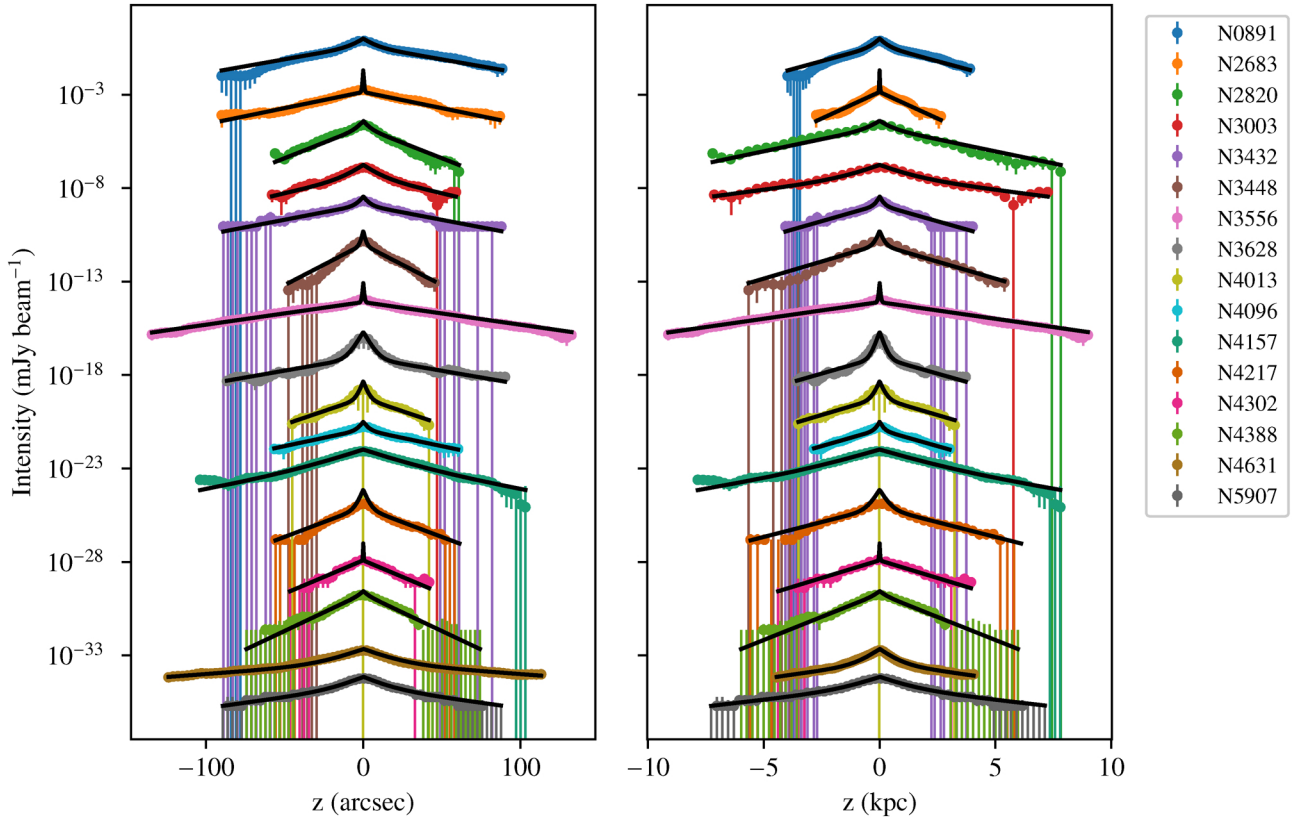 Intensity (mJy beam⁻¹)
10⁻³
10⁻⁸
10⁻¹³
10⁻¹⁸
10⁻²³
10⁻²⁸
10⁻³³
−100 0 100
z (arcsec)
−10 −5 0 5 10
z (kpc)
N0891
N2683
N2820
N3003
N3432
N3448
N3556
N3628
N4013
N4096
N4157
N4217
N4302
N4388
N4631
N5907